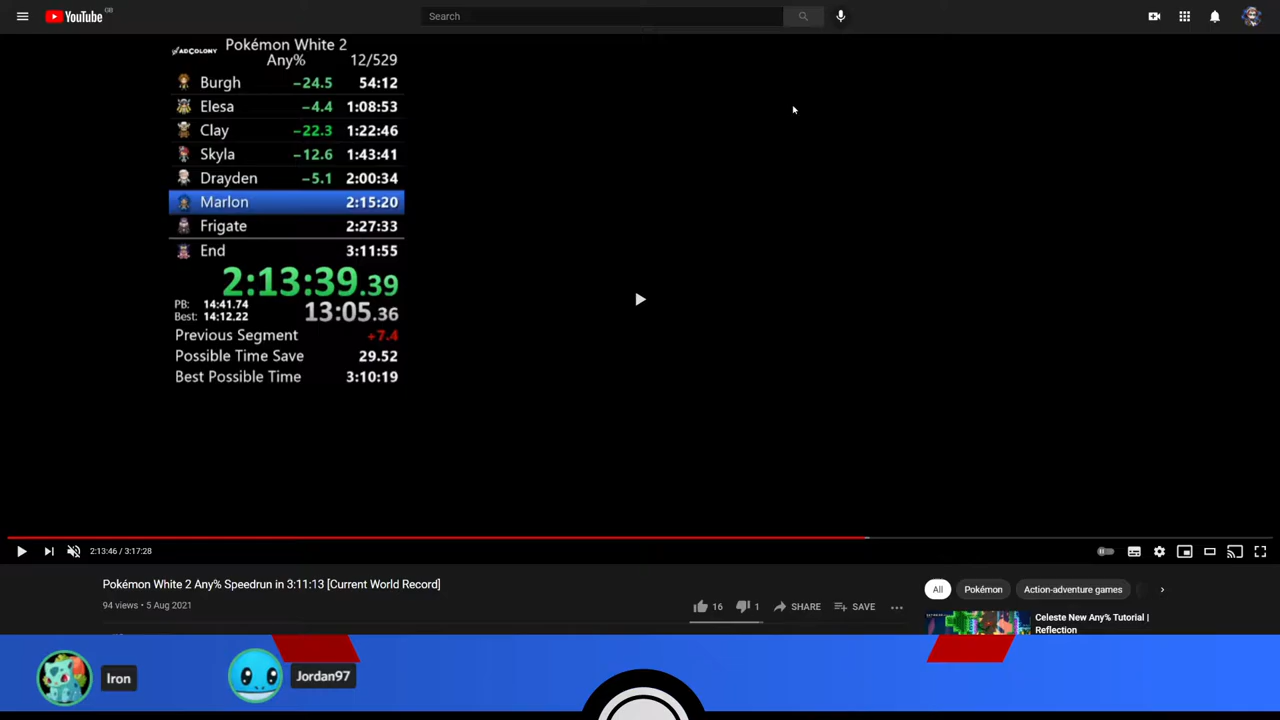 YouTube GB
Search
ADCOLONY
Pokémon White 2
Any% 12/529
Burgh −24.5 54:12
Elesa −4.4 1:08:53
Clay −22.3 1:22:46
Skyla −12.6 1:43:41
Drayden −5.1 2:00:34
Marlon 2:15:20
Frigate 2:27:33
End 3:11:55
2:13:39.39
PB: 14:41.74
Best: 14:12.22
13:05.36
Previous Segment +7.4
Possible Time Save 29.52
Best Possible Time 3:10:19
2:13:46 / 3:17:28
Pokémon White 2 Any% Speedrun in 3:11:13 [Current World Record]
94 views • 5 Aug 2021
16 1 SHARE SAVE
All Pokémon Action-adventure games
Celeste New Any% Tutorial |
Reflection
Iron
Jordan97